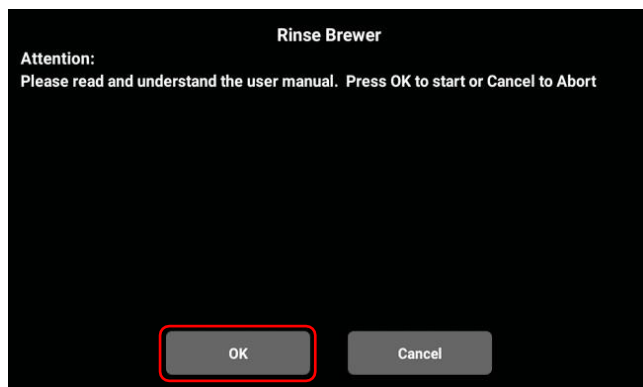 Rinse Brewer
Attention:
Please read and understand the user manual. Press OK to start or Cancel to Abort
OK
Cancel